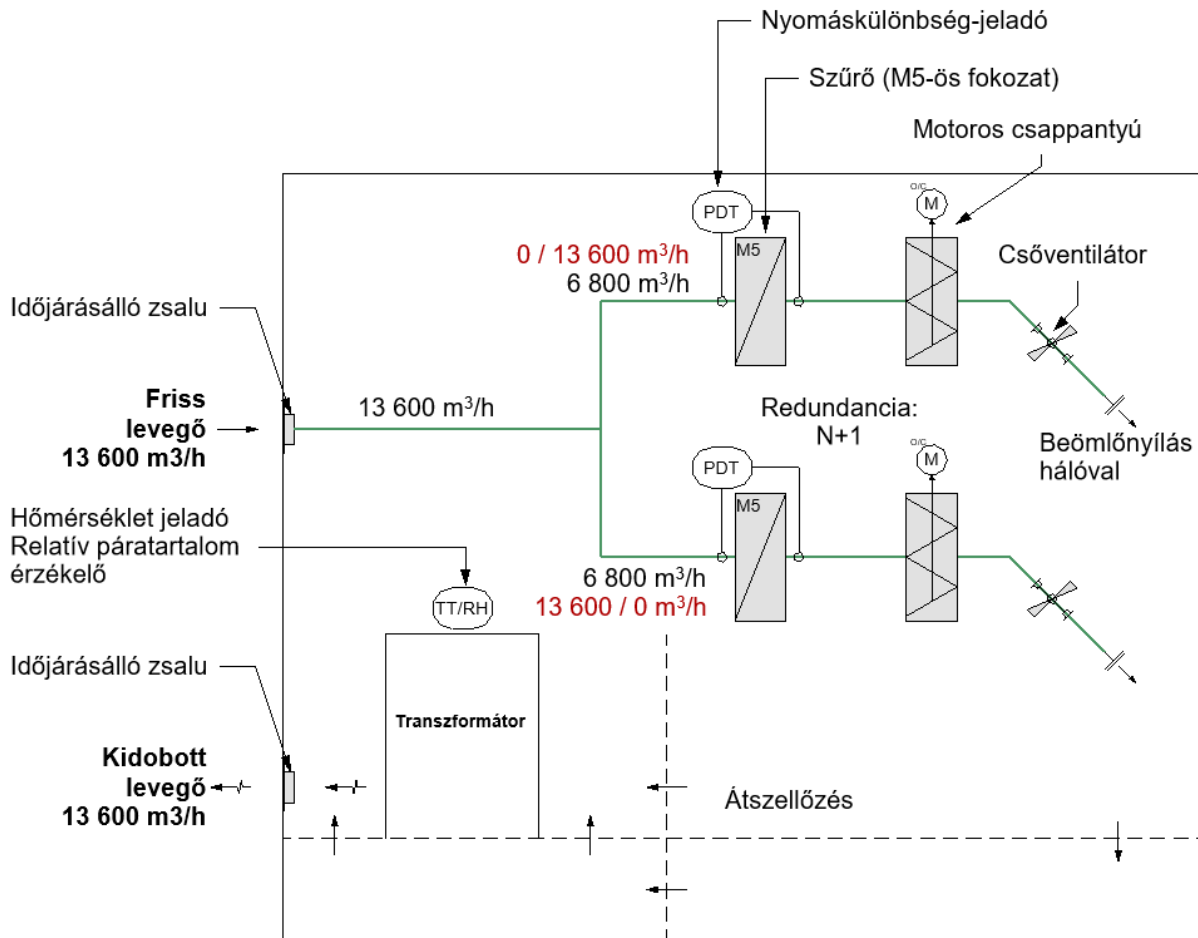 Nyomáskülönbség-jeladó
Szűrő (M5-ös fokozat)
Motoros csappantyú
O/C
M
PDT
M5
0 / 13 600 m³/h
6 800 m³/h
Csőventilátor
Időjárásálló zsalu
Friss
levegő
13 600 m3/h
13 600 m³/h
Redundancia:
N+1
Beömlőnyílás
hálóval
O/C
M
PDT
M5
Hőmérséklet jeladó
Relatív páratartalom
érzékelő
6 800 m³/h
13 600 / 0 m³/h
TT/RH
Időjárásálló zsalu
Transzformátor
Kidobott
levegő
13 600 m3/h
Átszellőzés